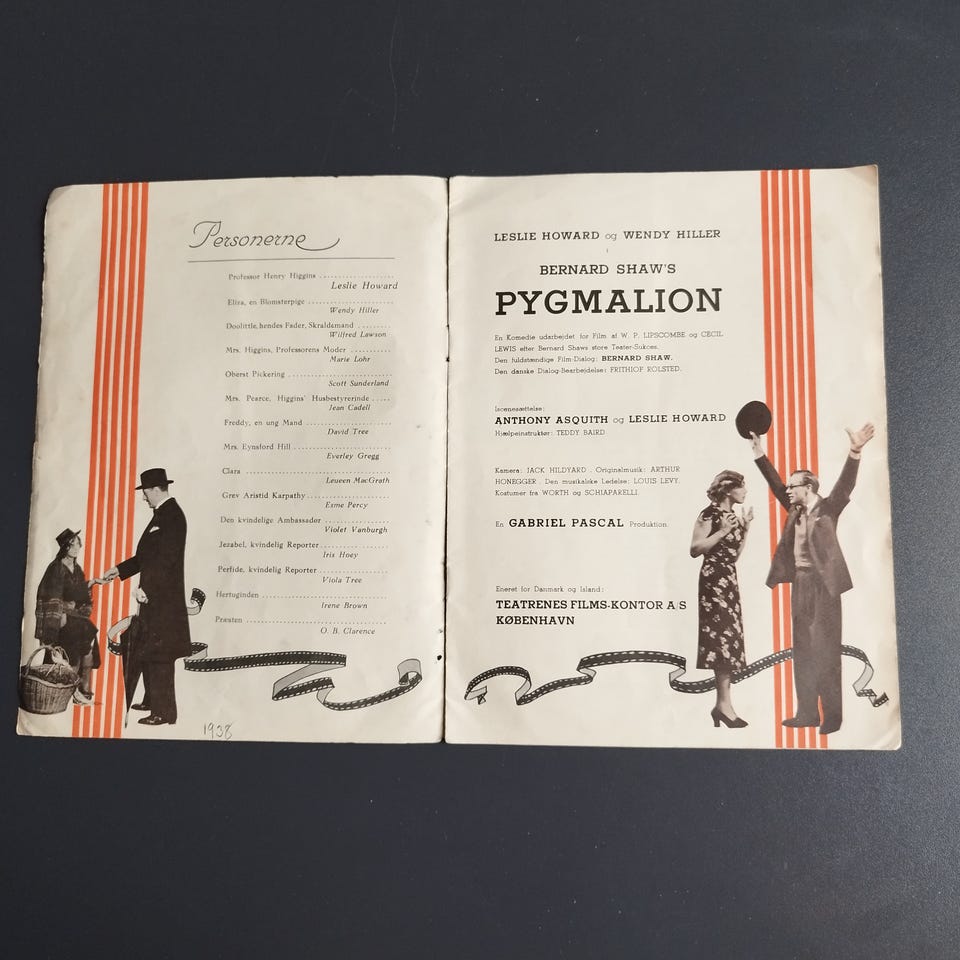 Personerne
Professor Henry Higgins ....................
Leslie Howard
Eliza, en Blomsterpige ......................
Wendy Hiller
Doolittle, hendes Fader, Skraldemand .........
Wilfred Lawson
Mrs. Higgins, Professorens Moder ...........
Marie Lohr
Oberst Pickering ...........................
Scott Sunderland
Mrs. Pearce, Higgins' Husbestyrerinde .....
Jean Cadell
Freddy, en ung Mand ......................
David Tree
Mrs. Eynsford Hill .........................
Everley Gregg
Clara ......................................
Leueen MacGrath
Grev Aristid Karpathy ......................
Esme Percy
Den kvindelige Ambassader ................
Violet Vanburgh
Jezabel, kvindelig Reporter .................
Iris Hoey
Perfide, kvindelig Reporter .................
Viola Tree
Hertuginden ................................
Irene Brown
Præsten ....................................
O. B. Clarence
1938
LESLIE HOWARD og WENDY HILLER
BERNARD SHAW'S
PYGMALION
En Komedie udarbejdet for Film af W. P. LIPSCOMBE og CECIL
LEWIS efter Bernard Shaws store Teater-Sukces.
Den fuldstændige Film-Dialog: BERNARD SHAW.
Den danske Dialog-Bearbejdelse: FRITHIOF ROLSTED.
Iscenesættelse:
ANTHONY ASQUITH og LESLIE HOWARD
Hjælpeinstruktør: TEDDY BAIRD
Kamera: JACK HILDYARD . Originalmusik: ARTHUR
HONEGGER . Den musikalske Ledelse: LOUIS LEVY.
Kostumer fra WORTH og SCHIAPARELLI.
En GABRIEL PASCAL Produktion.
Eneret for Danmark og Island:
TEATRENES FILMS-KONTOR A/S
KØBENHAVN